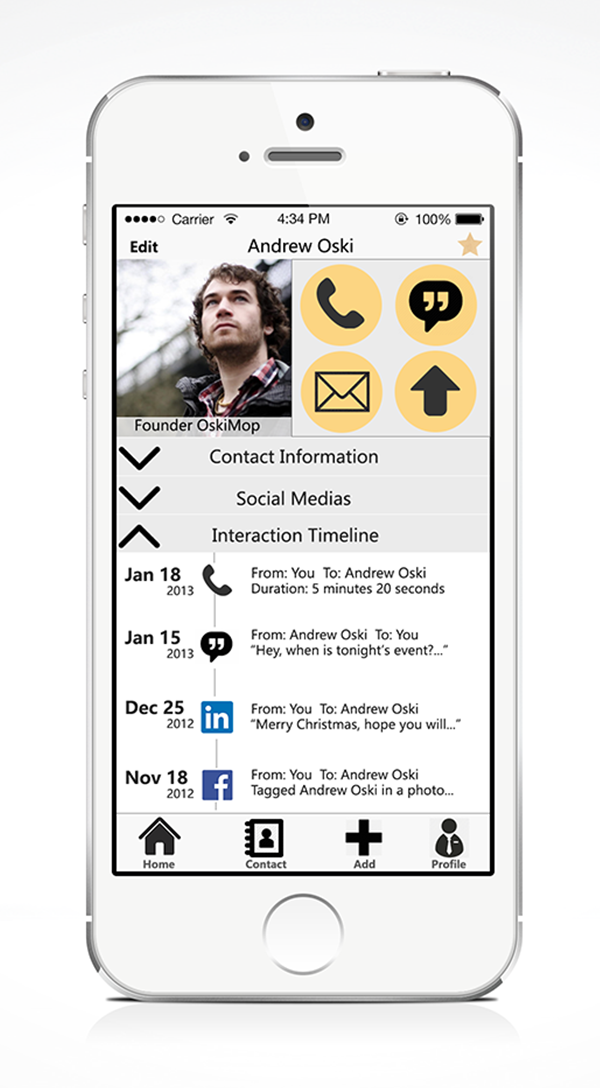 Carrier 4:34 PM 100%
Edit Andrew Oski
Founder OskiMop
Contact Information
Social Medias
Interaction Timeline
Jan 18 From: You To: Andrew Oski
2013 Duration: 5 minutes 20 seconds
Jan 15 From: Andrew Oski To: You
2013 “Hey, when is tonight’s event?...”
Dec 25 From: You To: Andrew Oski
2012 “Merry Christmas, hope you will...“
in
Nov 18 From: You To: Andrew Oski
2012 Tagged Andrew Oski in a photo...
f
Home Contact Add Profile